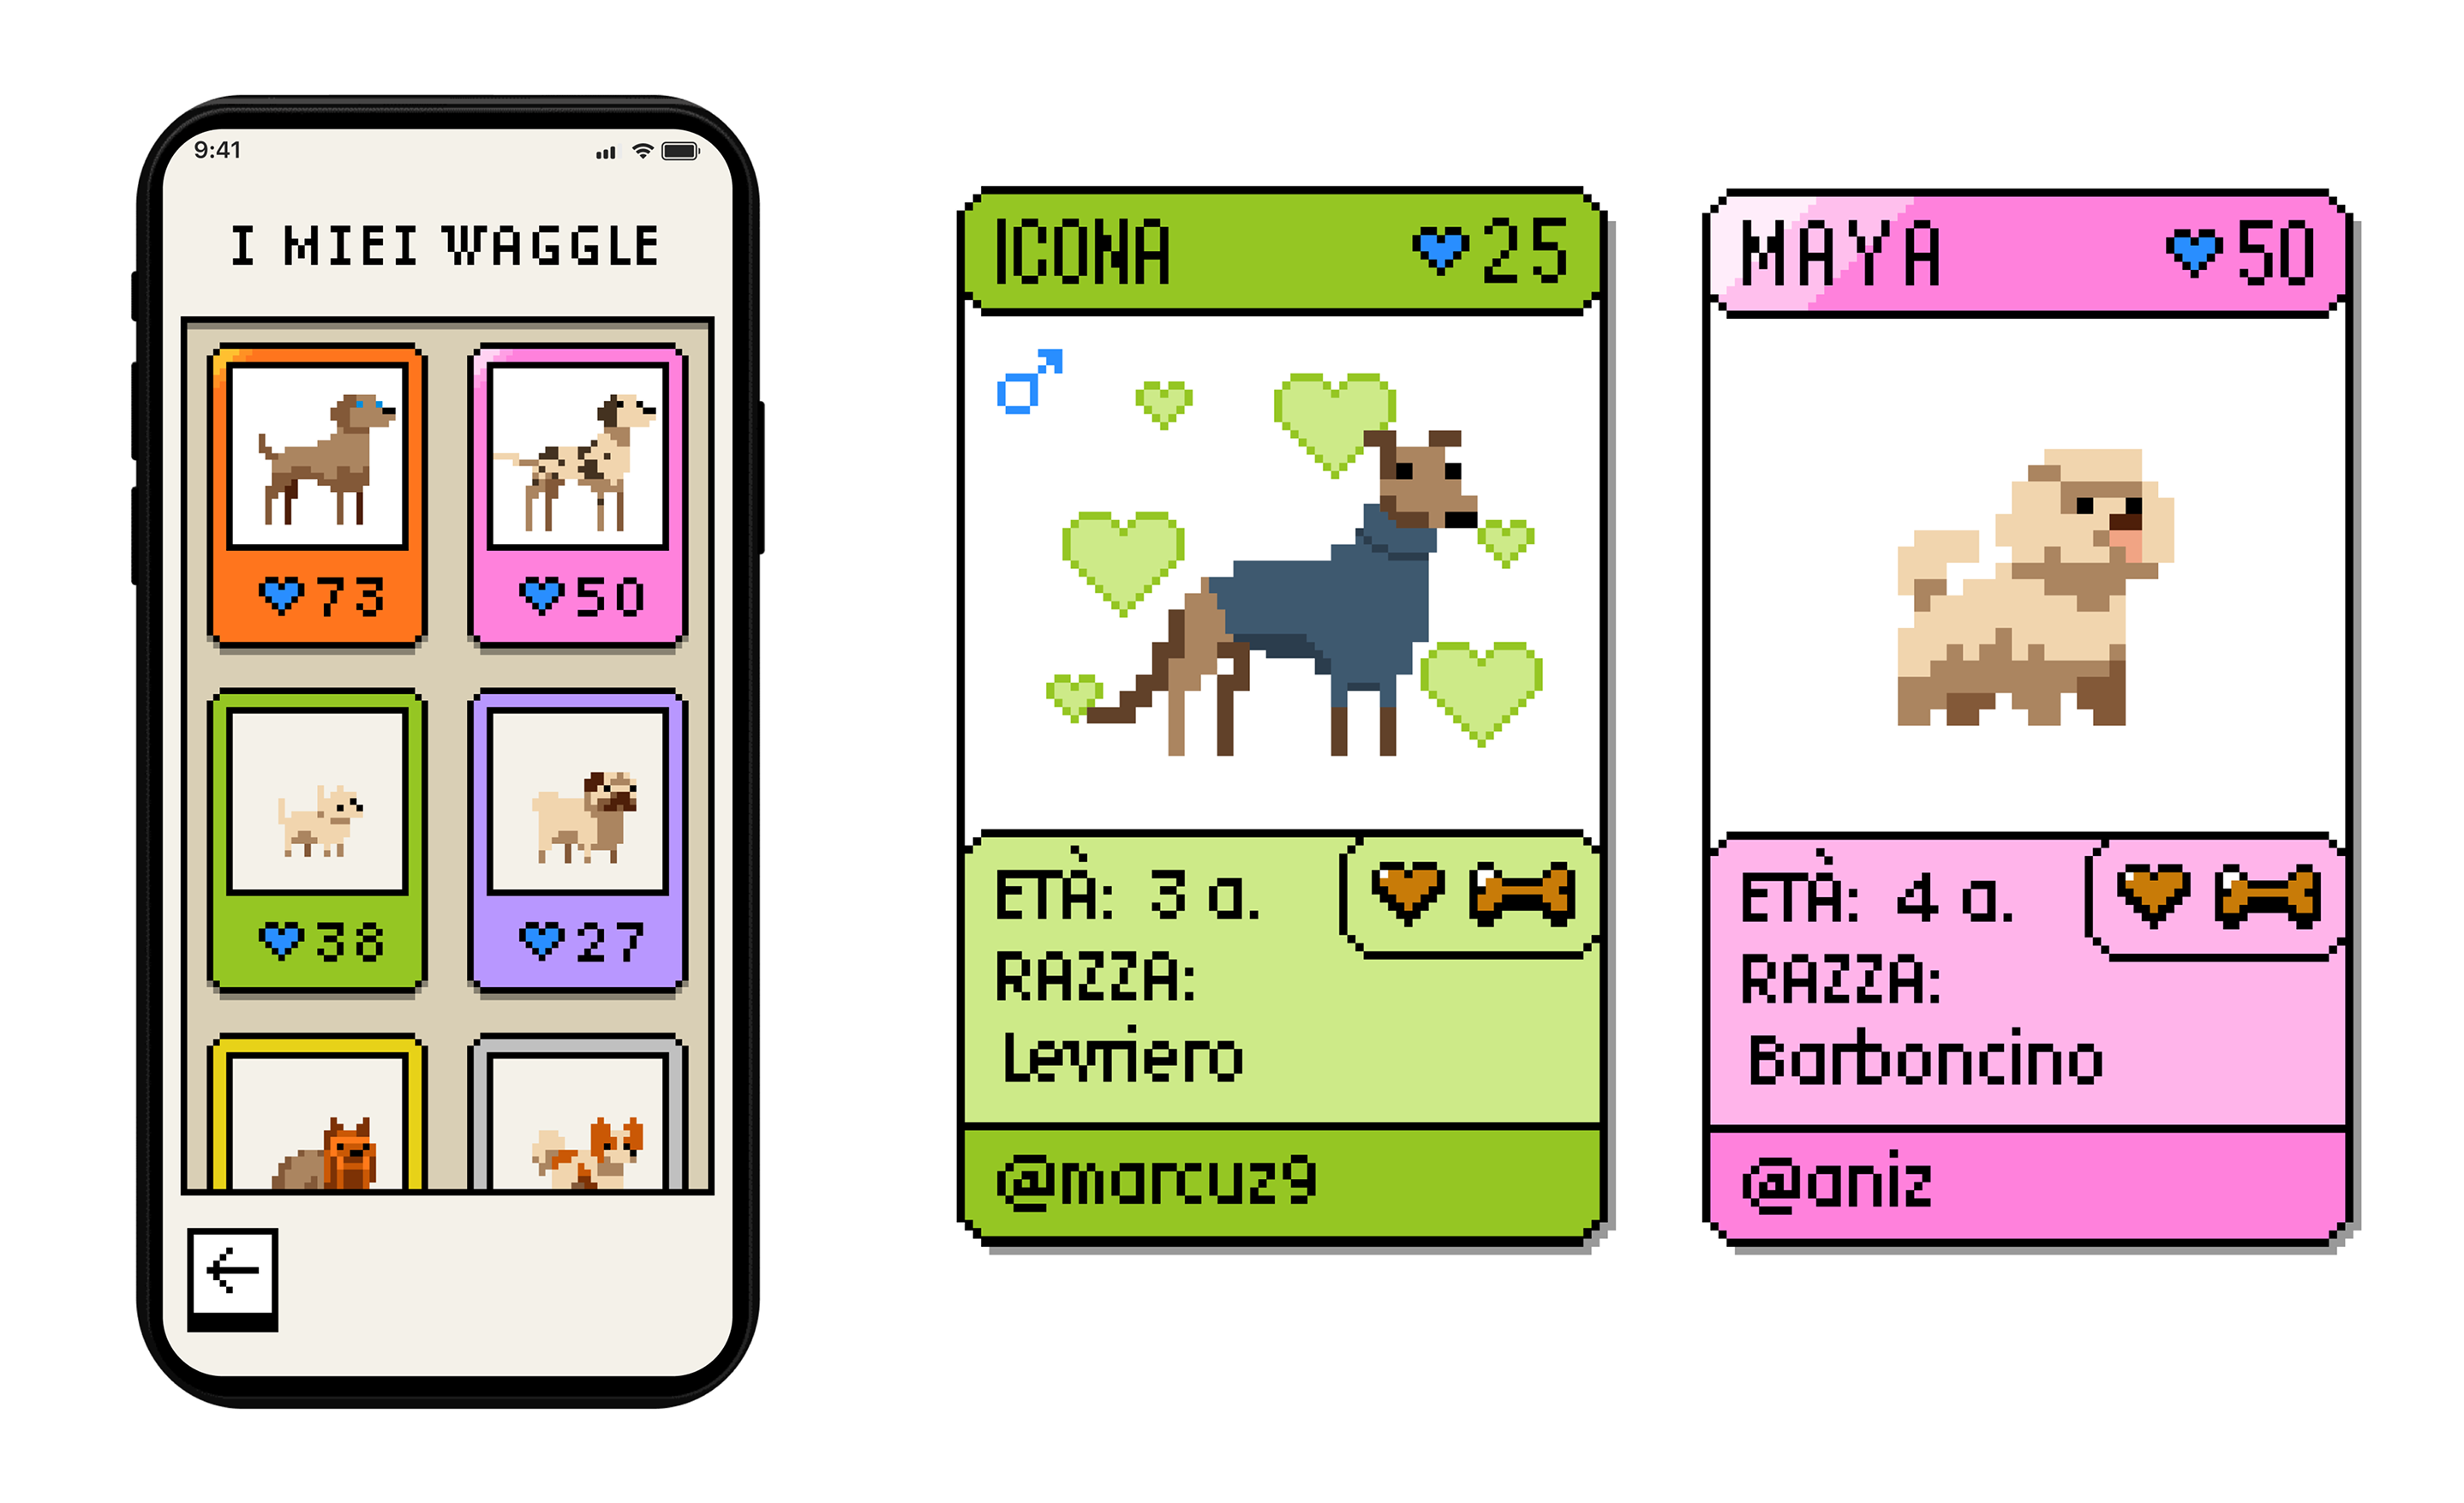 9:41
I MIEI WAGGLE
73
50
38
27
ICONA
25
ETÀ: 3 a.
RAZZA:
Levriero
@marcuz9
MAYA
50
ETÀ: 4 a.
RAZZA:
Barboncino
@aniz